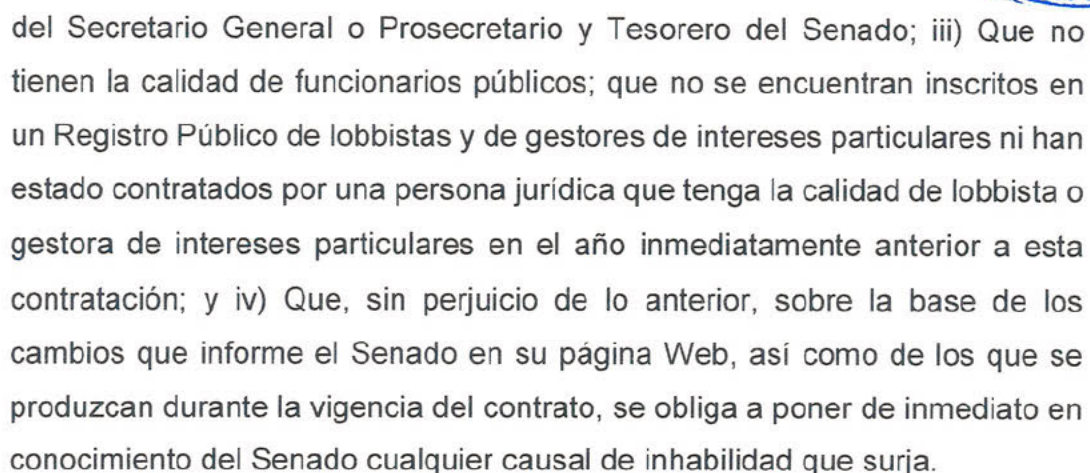 del Secretario General o Prosecretario y Tesorero del Senado; iii) Que no
tienen la calidad de funcionarios públicos; que no se encuentran inscritos en
un Registro Público de lobbistas y de gestores de intereses particulares ni han
estado contratados por una persona jurídica que tenga la calidad de lobbista o
gestora de intereses particulares en el año inmediatamente anterior a esta
contratación; y iv) Que, sin perjuicio de lo anterior, sobre la base de los
cambios que informe el Senado en su página Web, así como de los que se
produzcan durante la vigencia del contrato, se obliga a poner de inmediato en
conocimiento del Senado cualquier causal de inhabilidad que surja.